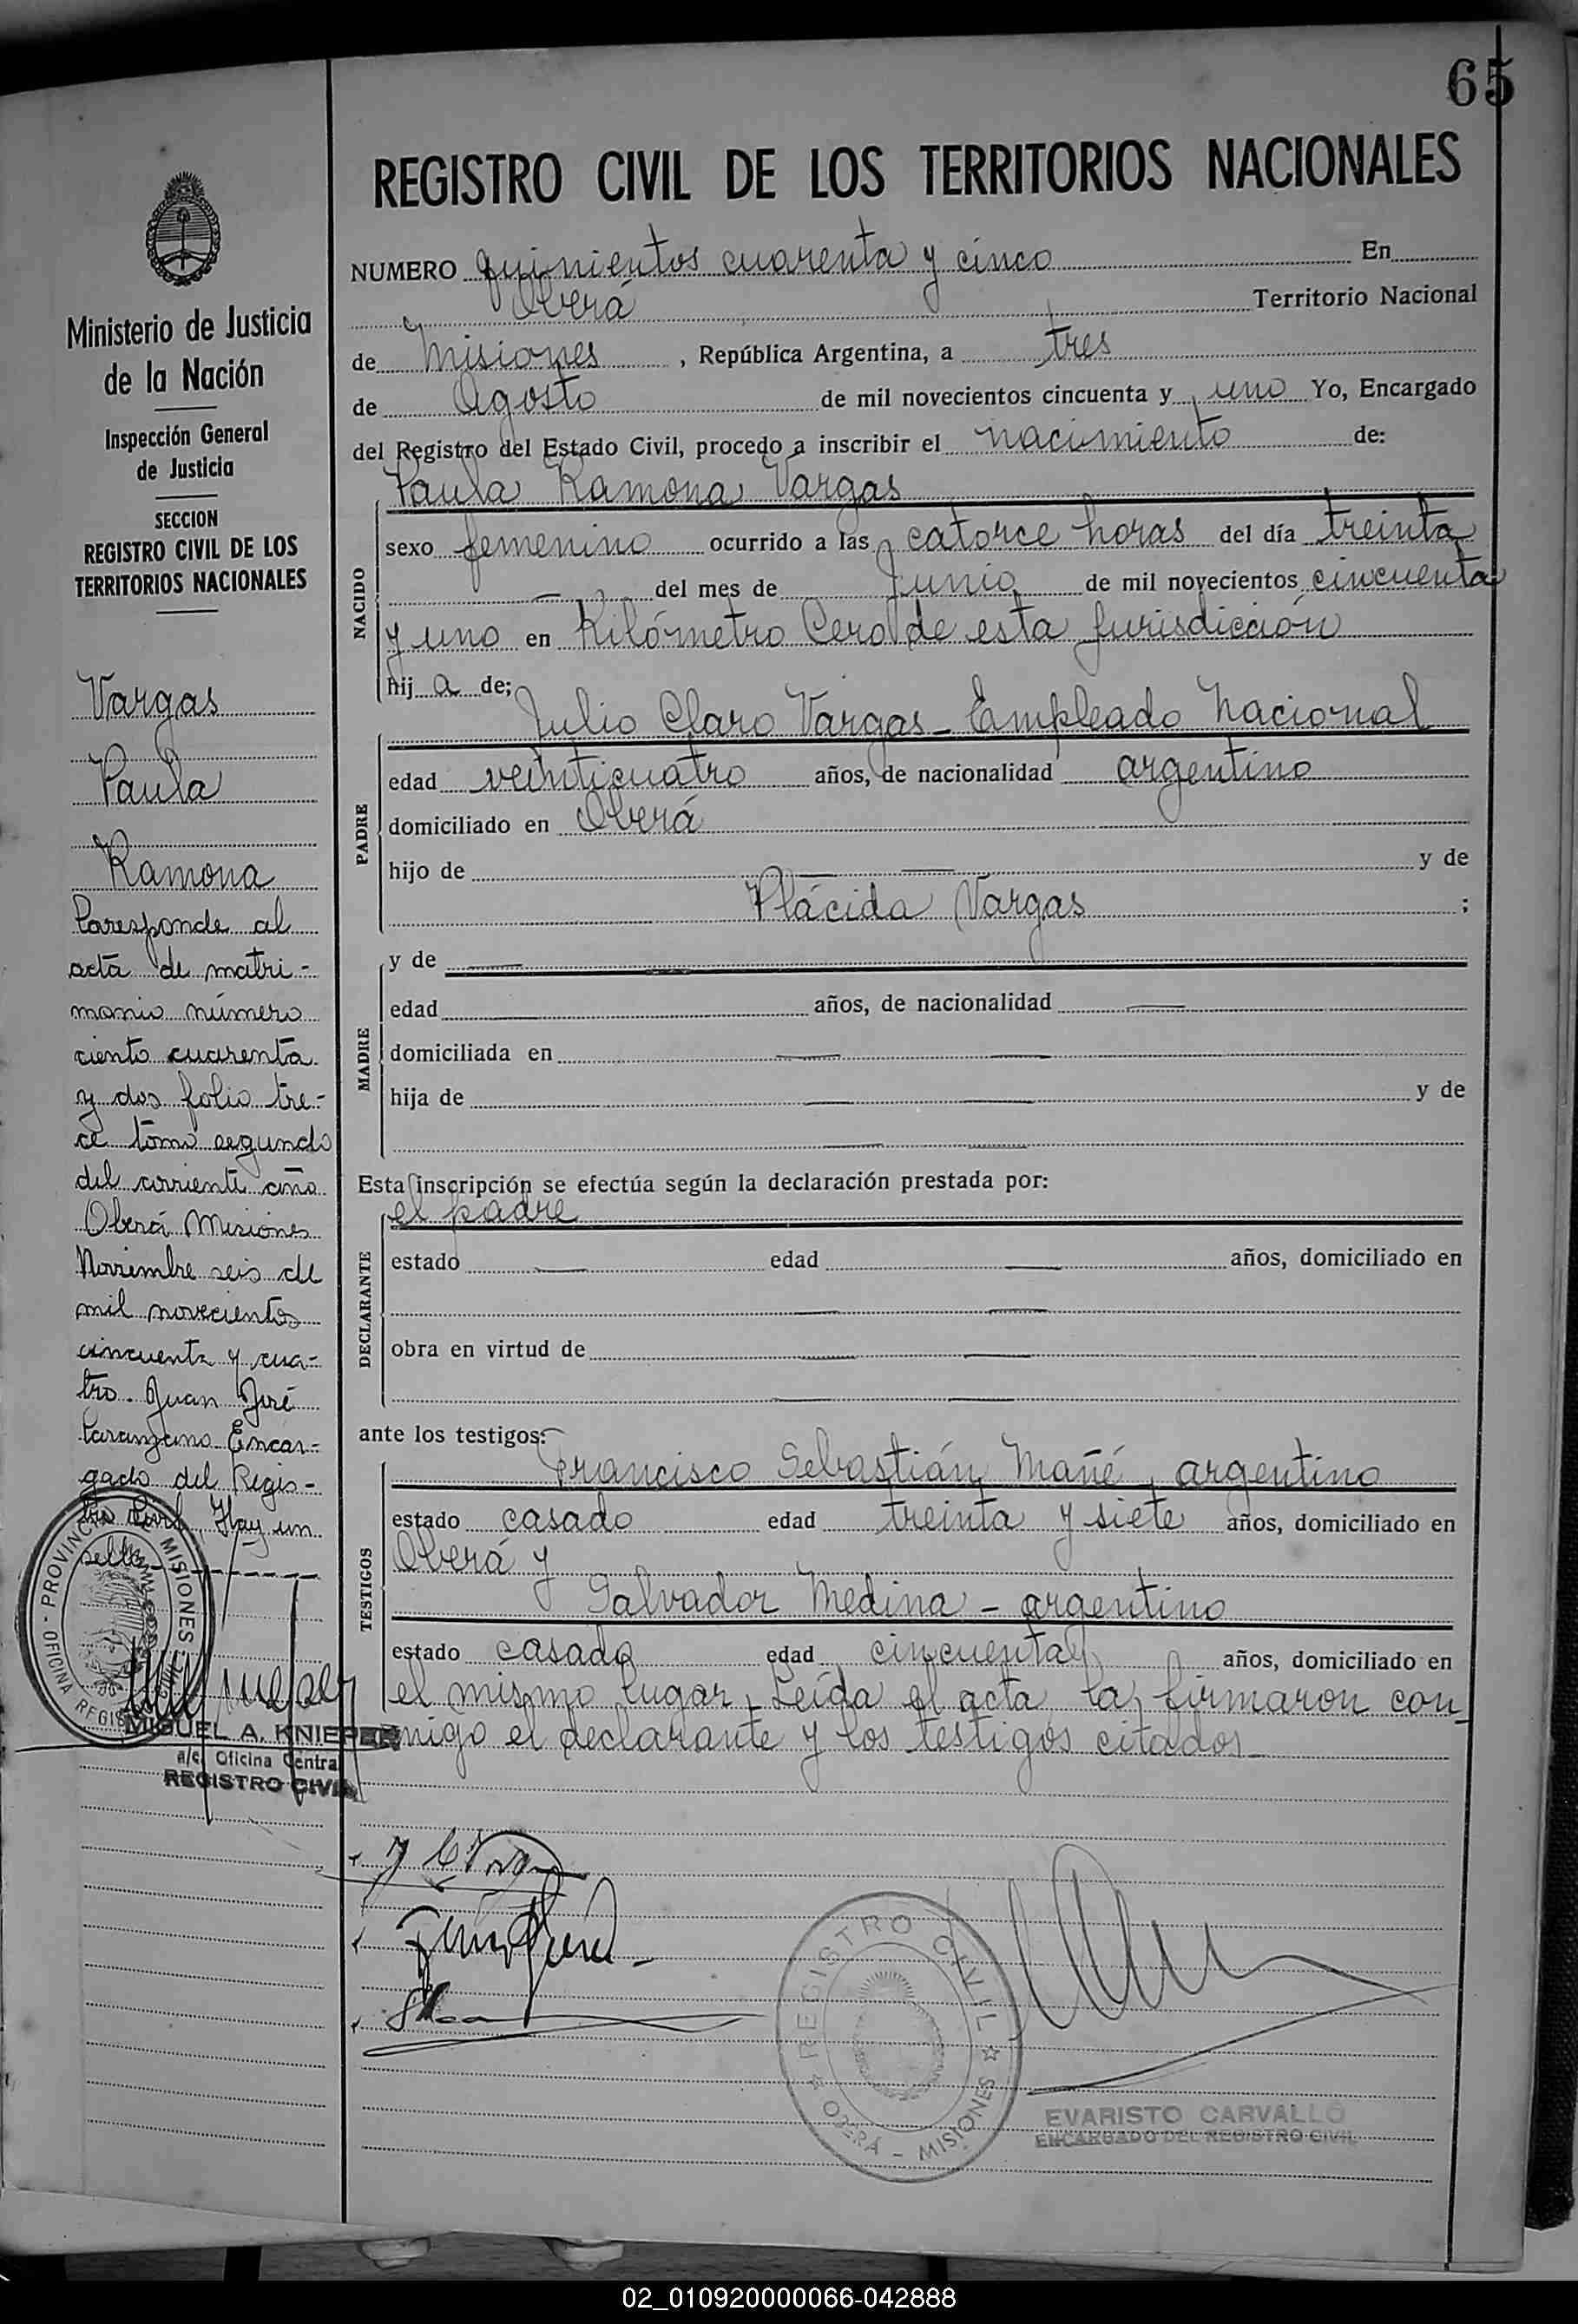 65
REGISTRO CIVIL DE LOS TERRITORIOS NACIONALES
Ministerio de Justicia
de la Nación
Inspección General
de Justicia
SECCION
REGISTRO CIVIL DE LOS
TERRITORIOS NACIONALES
Vargas
Paula
Ramona
Coresponde al
acta de matri-
monio número
ciento cuarenta
y dos folio tre-
ce tomo segundo
del corriente año
Oberá Misiones
Noviembre seis de
mil novecientos
cincuenta y cua-
tro. Juan José
Encar-
gado del Regis-
tro Civil. Hay un
sello
PROVINCIA DE MISIONES
OFICINA REGISTRO CIVIL
MIGUEL A. KNIEPER
a/c. Oficina Central
REGISTRO CIVIL
NUMERO quinientos cuarenta y cinco En
Oberá Territorio Nacional
de Misiones, República Argentina, a tres
de Agosto de mil novecientos cincuenta y uno Yo, Encargado
del Registro del Estado Civil, procedo a inscribir el nacimiento de:
Paula Ramona Vargas
NACIDO
sexo femenino ocurrido a las catorce horas del día treinta
— del mes de Junio de mil novecientos cincuenta
y uno en Kilómetro Cero de esta jurisdicción
hij a de;
Julio Claro Vargas - Empleado Nacional
PADRE
edad veinticuatro años, de nacionalidad argentino
domiciliado en Oberá
hijo de — — y de
Plácida Vargas ;
y de —
MADRE
edad — años, de nacionalidad —
domiciliada en — —
hija de — — y de
— —
Esta inscripción se efectúa según la declaración prestada por:
el padre
DECLARANTE
estado — edad — años, domiciliado en
— —
obra en virtud de — —
— —
ante los testigos:
Francisco Sebastián Mañé, argentino
TESTIGOS
estado casado edad treinta y siete años, domiciliado en
Oberá y
Salvador Medina - argentino
estado casado edad cincuenta años, domiciliado en
el mismo lugar. Leída el acta la firmaron con
migo el declarante y los testigos citados
REGISTRO CIVIL
OBERÁ - MISIONES
EVARISTO CARVALLO
ENCARGADO DEL REGISTRO CIVIL
02_010920000066-042888